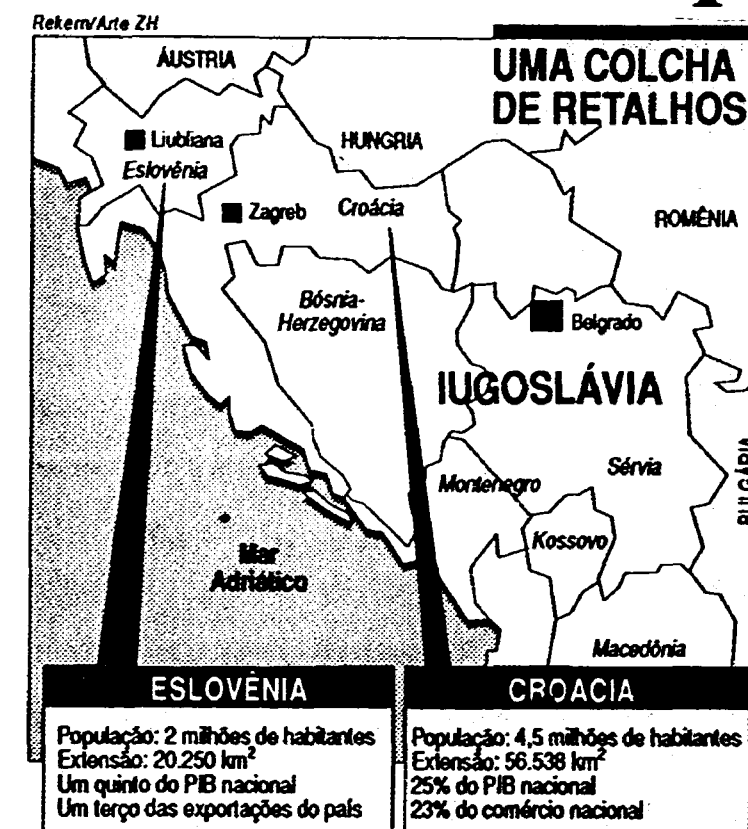 Rekern/Arte ZH
UMA COLCHA
DE RETALHOS
ÁUSTRIA
HUNGRIA
Liubliana
Eslovênia
Zagreb
Croácia
ROMÊNIA
Bósnia-
Herzegovina
Belgrado
IUGOSLÁVIA
Montenegro
Sérvia
BULGÁRIA
Kossovo
Mar
Adriático
Macedônia
ESLOVÊNIA
População: 2 milhões de habitantes
Extensão: 20.250 km²
Um quinto do PIB nacional
Um terço das exportações do país
CROACIA
População: 4,5 milhões de habitantes
Extensão: 56.538 km²
25% do PIB nacional
23% do comércio nacional